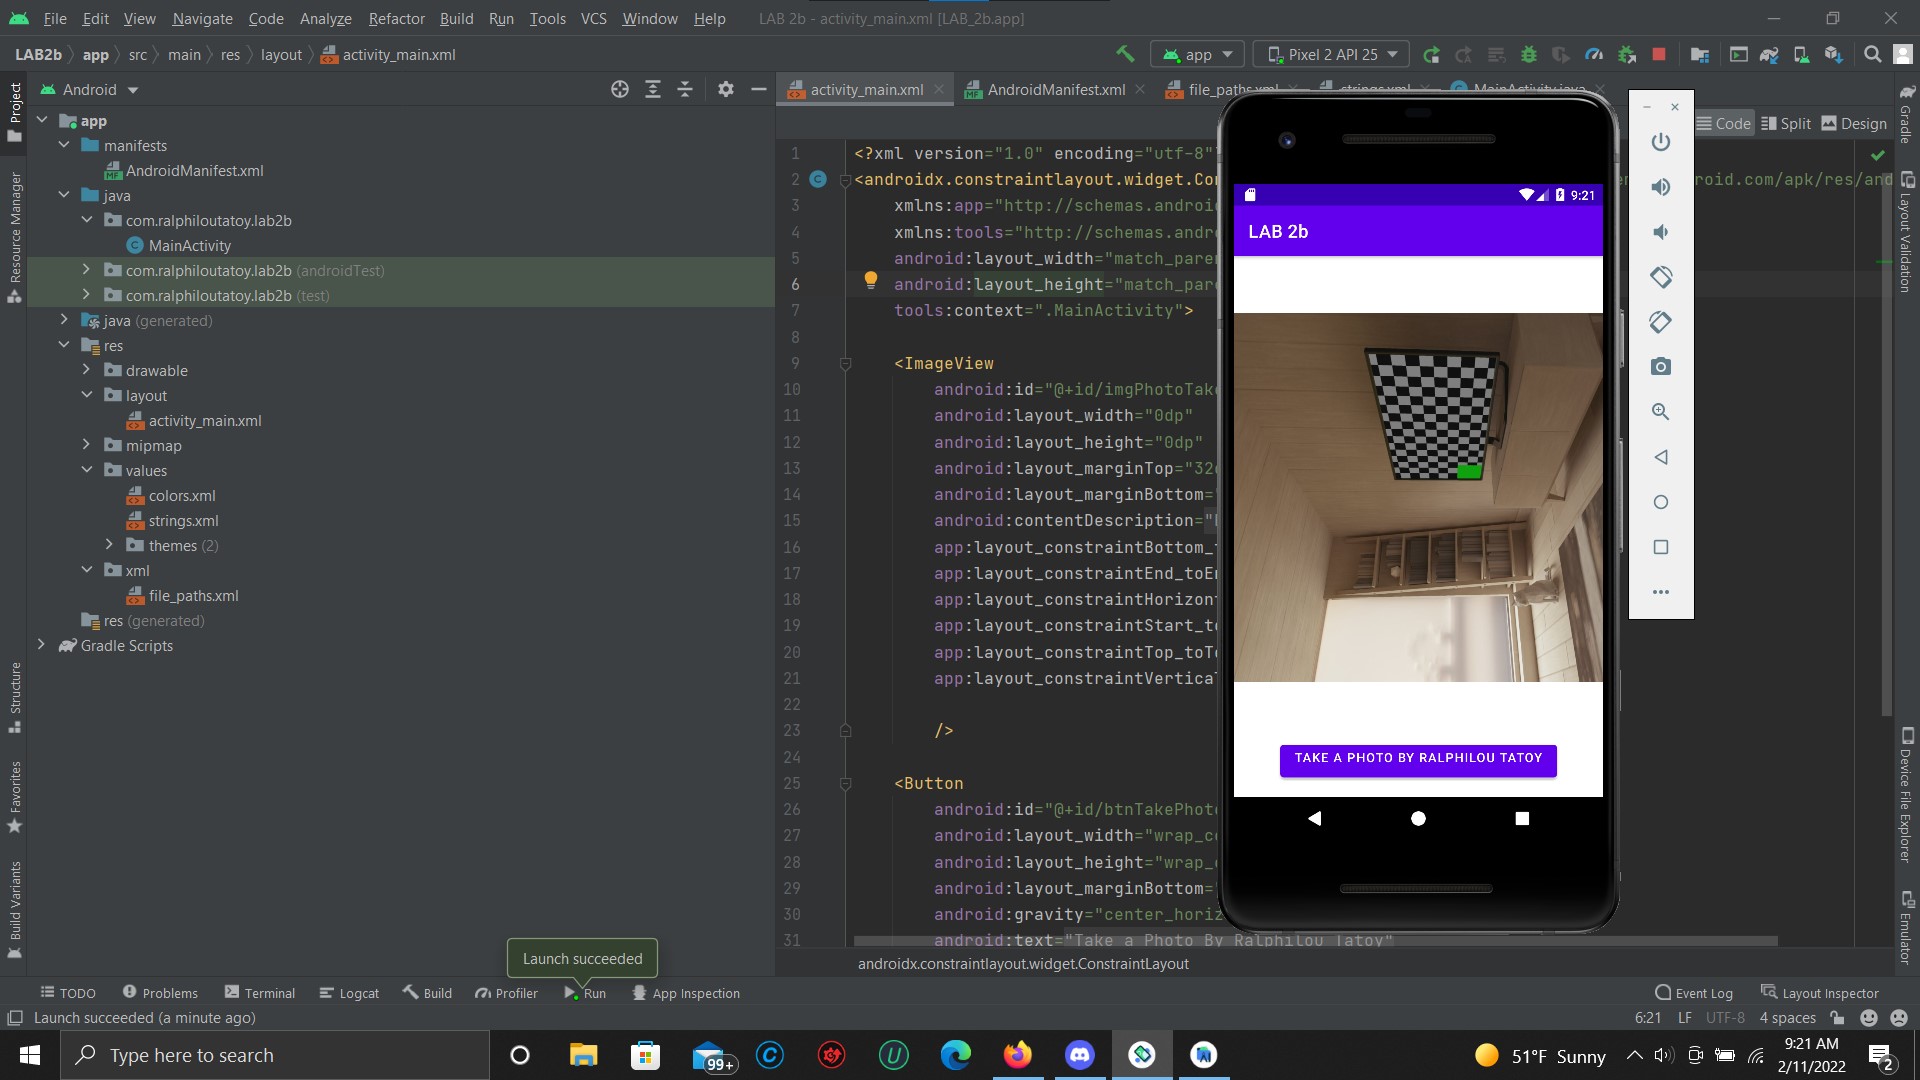 File Edit View Navigate Code Analyze Refactor Build Run Tools VCS Window Help LAB 2b - activity_main.xml [LAB_2b.app]
LAB2b app src main res layout activity_main.xml app Pixel 2 API 25
Project
Resource Manager
Structure
Favorites
Build Variants
Android
app
manifests
AndroidManifest.xml
java
com.ralphiloutatoy.lab2b
MainActivity
com.ralphiloutatoy.lab2b (androidTest)
com.ralphiloutatoy.lab2b (test)
java (generated)
res
drawable
layout
activity_main.xml
mipmap
values
colors.xml
strings.xml
themes (2)
xml
file_paths.xml
res (generated)
Gradle Scripts
activity_main.xml AndroidManifest.xml file_paths.xml strings.xml MainActivity.java
Code Split Design
1 <?xml version="1.0" encoding="utf-8"
2 <androidx.constraintlayout.widget.Co roid.com/apk/res/and
3 xmlns:app="http://schemas.androi
4 xmlns:tools="http://schemas.andr
5 android:layout_width="match_pare
6 android:layout_height="match_par
7 tools:context=".MainActivity">
8
9 <ImageView
10 android:id="@+id/imgPhotoTake
11 android:layout_width="0dp"
12 android:layout_height="0dp"
13 android:layout_marginTop="32
14 android:layout_marginBottom=
15 android:contentDescription=
16 app:layout_constraintBottom_
17 app:layout_constraintEnd_toE
18 app:layout_constraintHorizon
19 app:layout_constraintStart_t
20 app:layout_constraintTop_toT
21 app:layout_constraintVertica
22
23 />
24
25 <Button
26 android:id="@+id/btnTakePhot
27 android:layout_width="wrap_c
28 android:layout_height="wrap_
29 android:layout_marginBottom=
30 android:gravity="center_horiz
31 android:text="Take a Photo By Ralphilou Tatoy"
androidx.constraintlayout.widget.ConstraintLayout
9:21
LAB 2b
TAKE A PHOTO BY RALPHILOU TATOY
Gradle
Layout Validation
Device File Explorer
Emulator
Launch succeeded
TODO Problems Terminal Logcat Build Profiler Run App Inspection Event Log Layout Inspector
Launch succeeded (a minute ago) 6:21 LF UTF-8 4 spaces
Type here to search 99+ 51°F Sunny 9:21 AM
2/11/2022 2